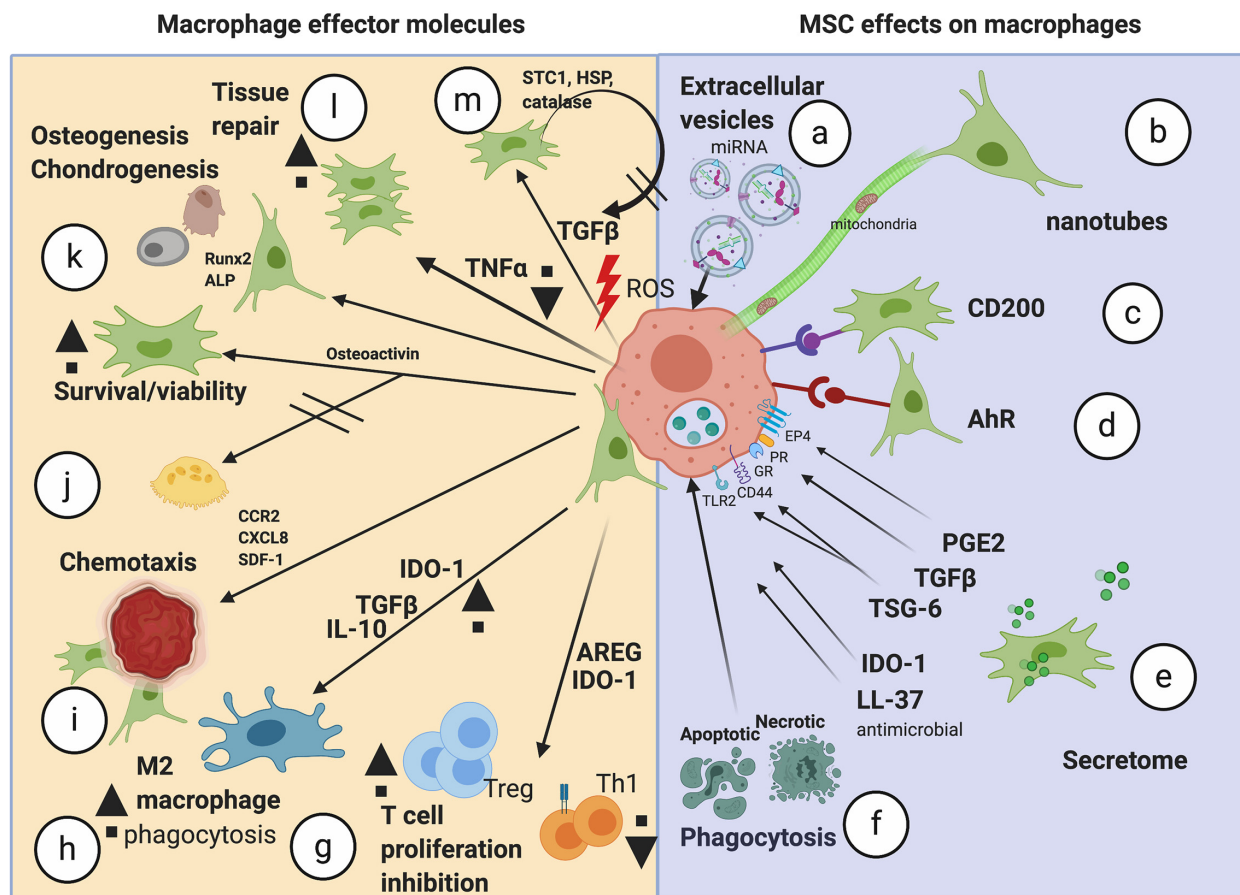 Macrophage effector molecules
MSC effects on macrophages
l
Tissue
repair
m
STC1, HSP,
catalase
Osteogenesis
Chondrogenesis
k
Runx2
ALP
TNFα
TGFβ
ROS
Survival/viability
Osteoactivin
j
CCR2
CXCL8
SDF-1
Chemotaxis
i
IDO-1
TGFβ
IL-10
AREG
IDO-1
M2
macrophage
phagocytosis
h
g
Treg
T cell
proliferation
inhibition
Th1
Extracellular
vesicles
miRNA
a
b
mitochondria
nanotubes
CD200
c
AhR
d
EP4
PR
GR
CD44
TLR2
PGE2
TGFβ
TSG-6
IDO-1
LL-37
antimicrobial
e
Secretome
Apoptotic
Necrotic
Phagocytosis
f